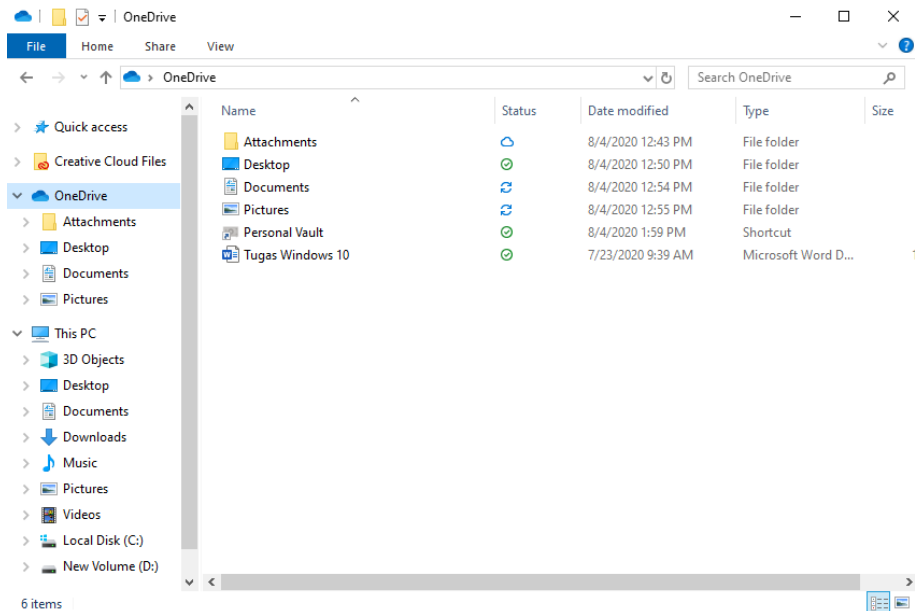 OneDrive
File Home Share View
OneDrive Search OneDrive
Name Status Date modified Type Size
Quick access
Creative Cloud Files
OneDrive
Attachments
Desktop
Documents
Pictures
This PC
3D Objects
Desktop
Documents
Downloads
Music
Pictures
Videos
Local Disk (C:)
New Volume (D:)
Attachments 8/4/2020 12:43 PM File folder
Desktop 8/4/2020 12:50 PM File folder
Documents 8/4/2020 12:54 PM File folder
Pictures 8/4/2020 12:55 PM File folder
Personal Vault 8/4/2020 1:59 PM Shortcut
Tugas Windows 10 7/23/2020 9:39 AM Microsoft Word D...
6 items